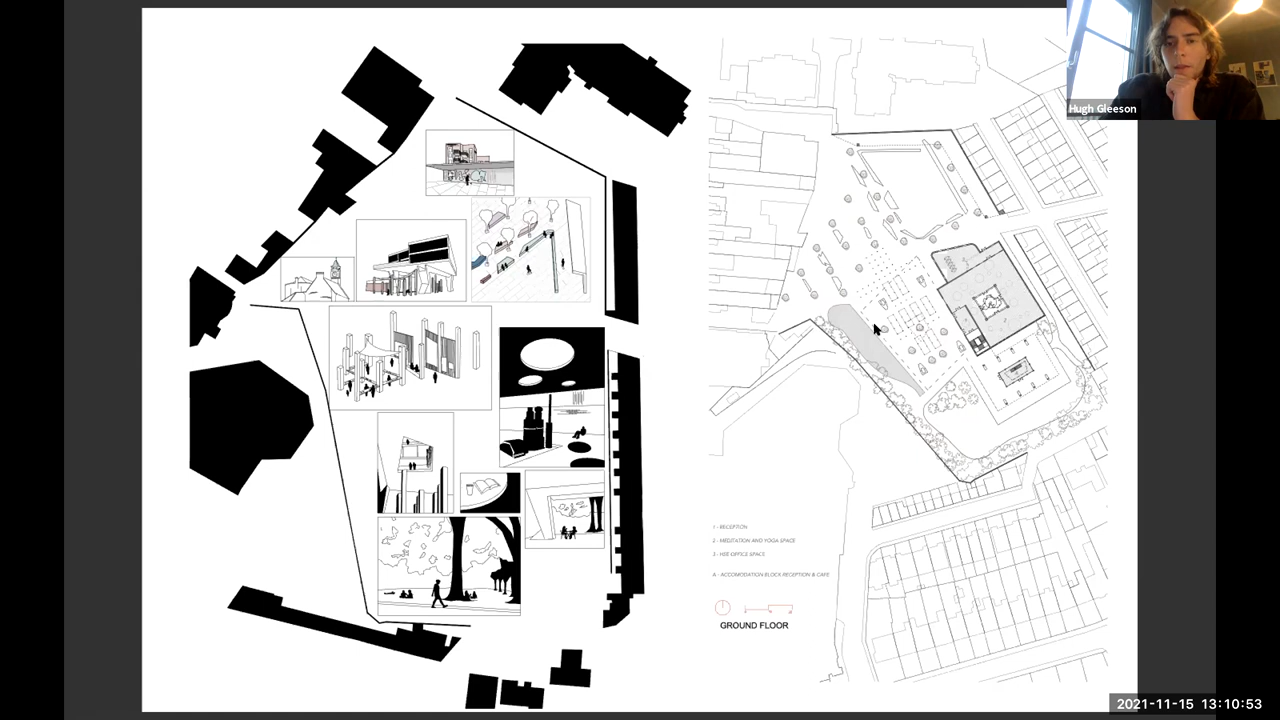 Hugh Gleeson
1 - RECEPTION
2 - MEDITATION AND YOGA SPACE
3 - HSE OFFICE SPACE
A - ACCOMODATION BLOCK RECEPTION & CAFE
GROUND FLOOR
2021-11-15 13:10:53